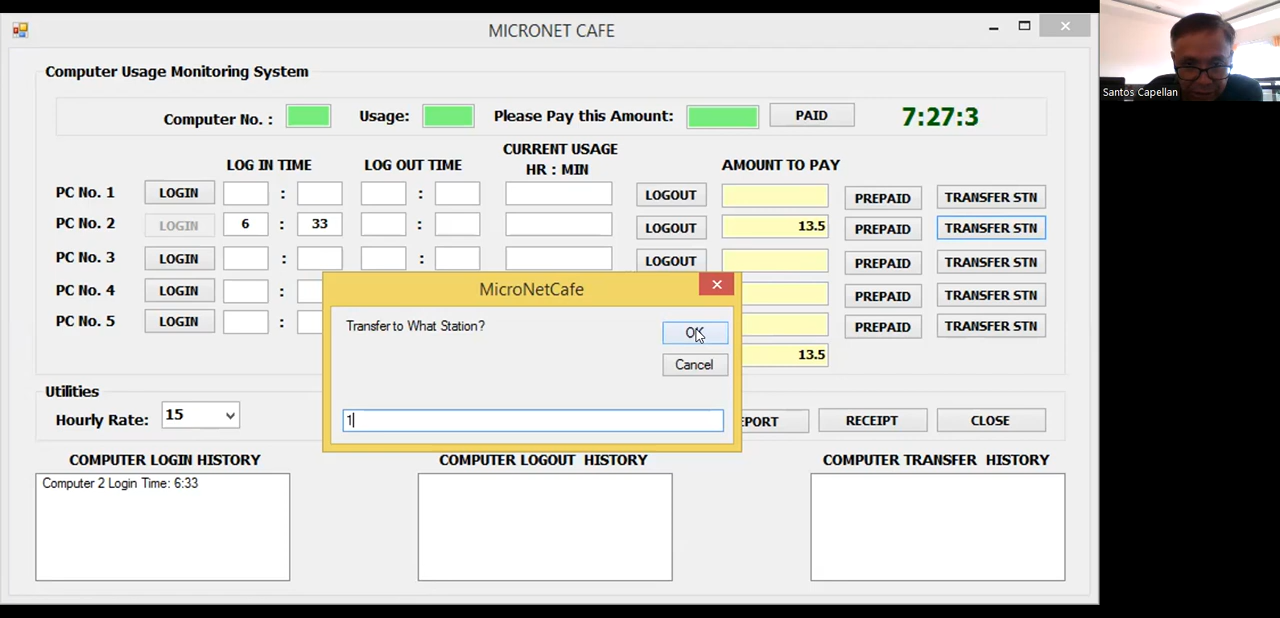 MICRONET CAFE
Santos Capellan
Computer Usage Monitoring System
Computer No. : Usage: Please Pay this Amount: PAID 7:27:3
LOG IN TIME LOG OUT TIME CURRENT USAGE HR : MIN AMOUNT TO PAY
PC No. 1 LOGIN : : LOGOUT PREPAID TRANSFER STN
PC No. 2 LOGIN 6 : 33 : LOGOUT 13.5 PREPAID TRANSFER STN
PC No. 3 LOGIN : : LOGOUT PREPAID TRANSFER STN
PC No. 4 LOGIN : PREPAID TRANSFER STN
PC No. 5 LOGIN : PREPAID TRANSFER STN
13.5
MicroNetCafe
Transfer to What Station?
OK
Cancel
1
Utilities
Hourly Rate: 15 EPORT RECEIPT CLOSE
COMPUTER LOGIN HISTORY COMPUTER LOGOUT HISTORY COMPUTER TRANSFER HISTORY
Computer 2 Login Time: 6:33